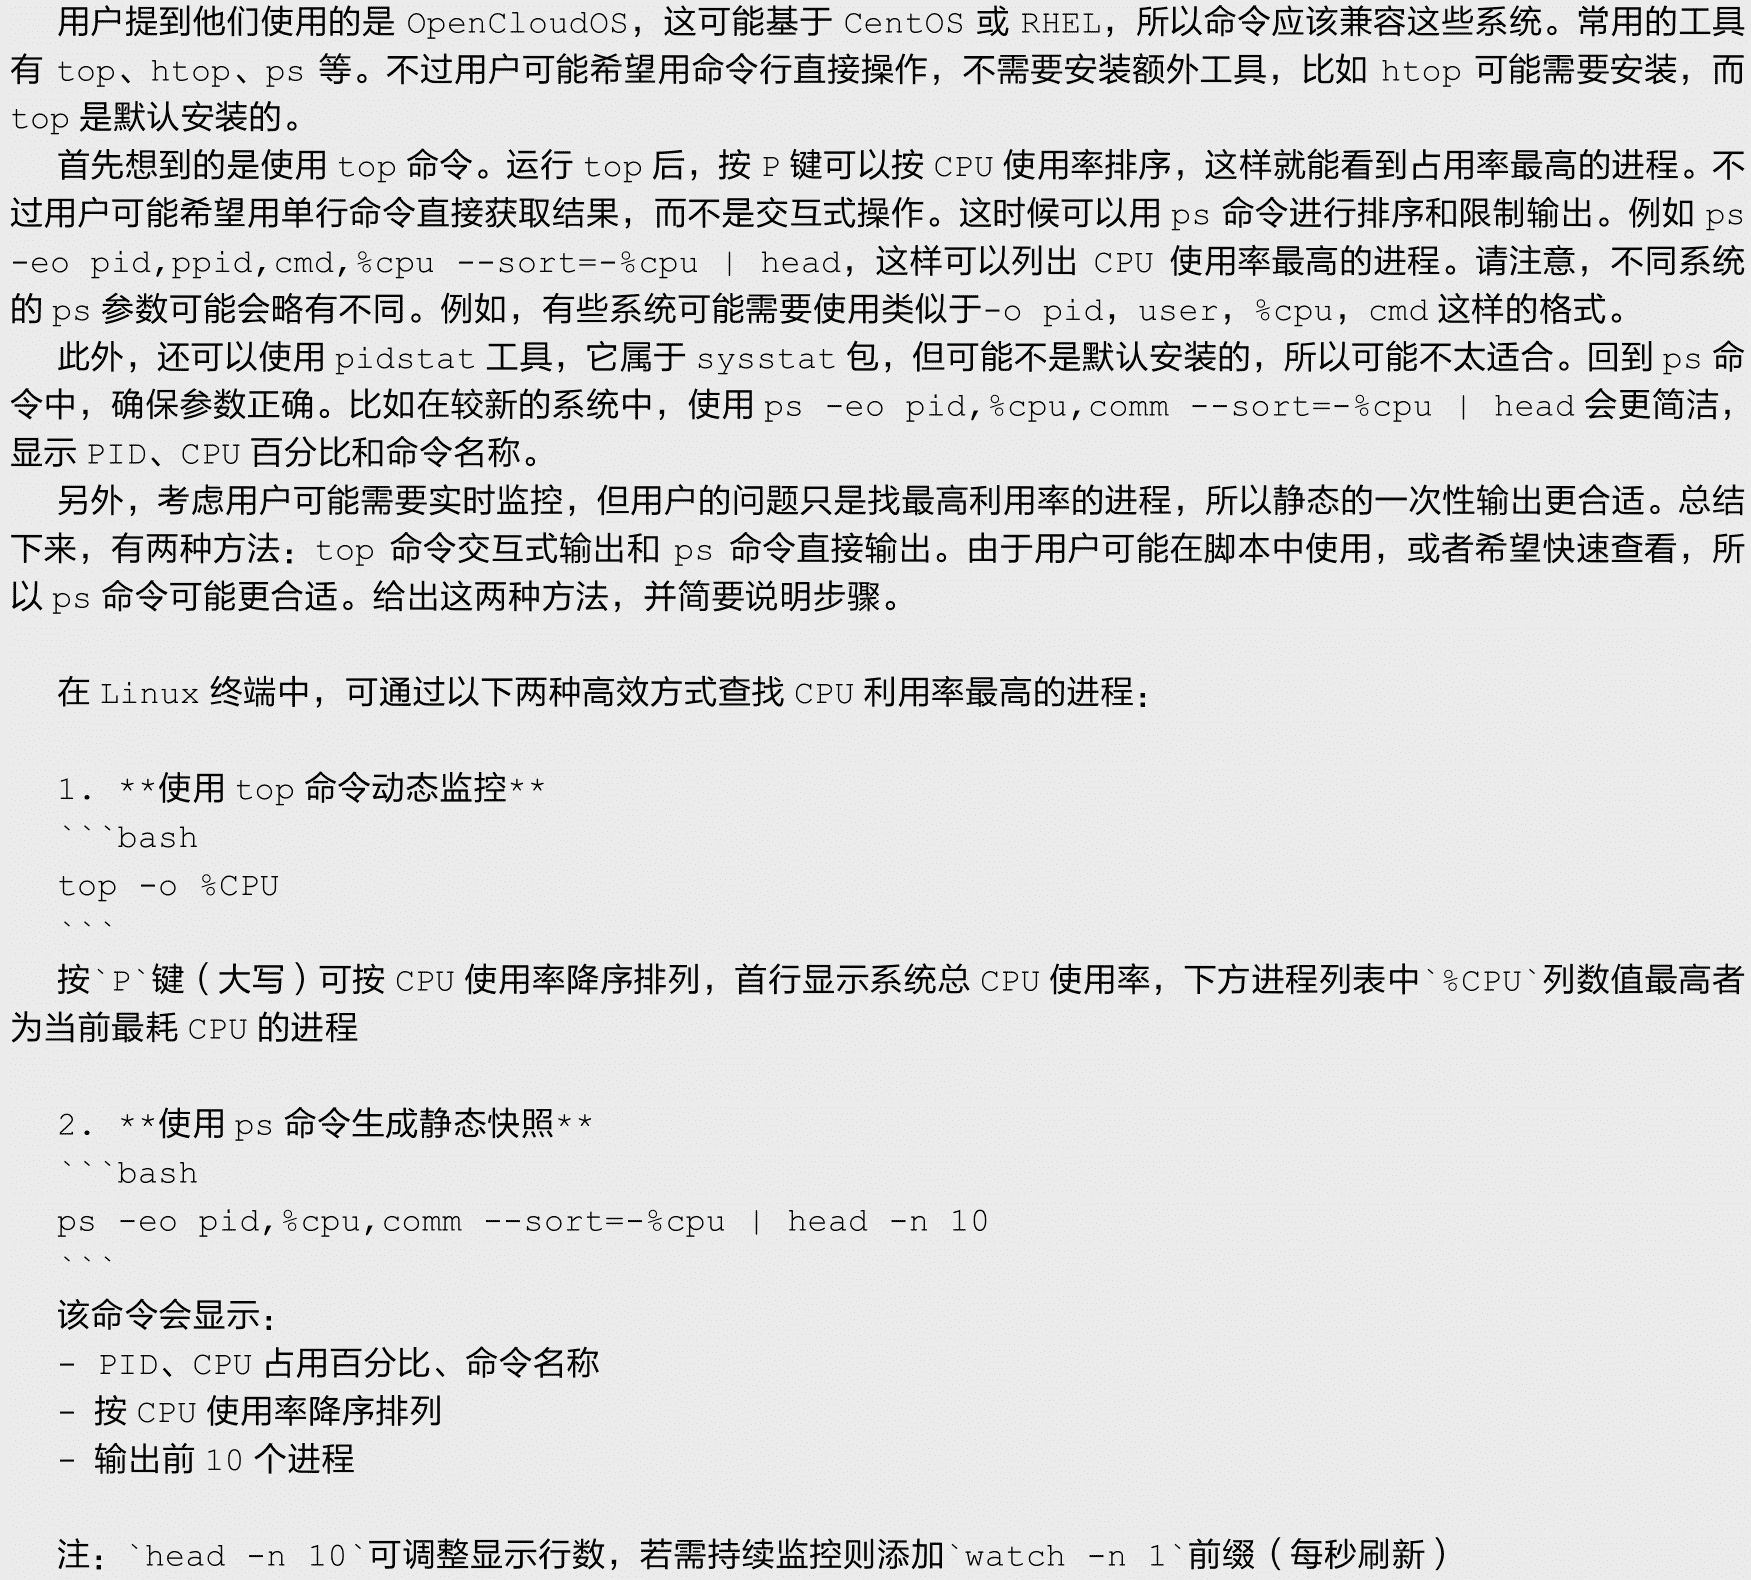 用户提到他们使用的是 OpenCloudOS，这可能基于 CentOS 或 RHEL，所以命令应该兼容这些系统。常用的工具
有 top、htop、ps 等。不过用户可能希望用命令行直接操作，不需要安装额外工具，比如 htop 可能需要安装，而
top 是默认安装的。
首先想到的是使用 top 命令。运行 top 后，按 P 键可以按 CPU 使用率排序，这样就能看到占用率最高的进程。不
过用户可能希望用单行命令直接获取结果，而不是交互式操作。这时候可以用 ps 命令进行排序和限制输出。例如 ps
-eo pid,ppid,cmd,%cpu --sort=-%cpu | head，这样可以列出 CPU 使用率最高的进程。请注意，不同系统
的 ps 参数可能会略有不同。例如，有些系统可能需要使用类似于-o pid，user，%cpu，cmd 这样的格式。
此外，还可以使用 pidstat 工具，它属于 sysstat 包，但可能不是默认安装的，所以可能不太适合。回到 ps 命
令中，确保参数正确。比如在较新的系统中，使用 ps -eo pid,%cpu,comm --sort=-%cpu | head 会更简洁，
显示 PID、CPU 百分比和命令名称。
另外，考虑用户可能需要实时监控，但用户的问题只是找最高利用率的进程，所以静态的一次性输出更合适。总结
下来，有两种方法：top 命令交互式输出和 ps 命令直接输出。由于用户可能在脚本中使用，或者希望快速查看，所
以 ps 命令可能更合适。给出这两种方法，并简要说明步骤。
在 Linux 终端中，可通过以下两种高效方式查找 CPU 利用率最高的进程：
1. **使用 top 命令动态监控**
```bash
top -o %CPU
```
按`P`键（大写）可按 CPU 使用率降序排列，首行显示系统总 CPU 使用率，下方进程列表中`%CPU`列数值最高者
为当前最耗 CPU 的进程
2. **使用 ps 命令生成静态快照**
```bash
ps -eo pid,%cpu,comm --sort=-%cpu | head -n 10
```
该命令会显示：
- PID、CPU 占用百分比、命令名称
- 按 CPU 使用率降序排列
- 输出前 10 个进程
注：`head -n 10`可调整显示行数，若需持续监控则添加`watch -n 1`前缀（每秒刷新）